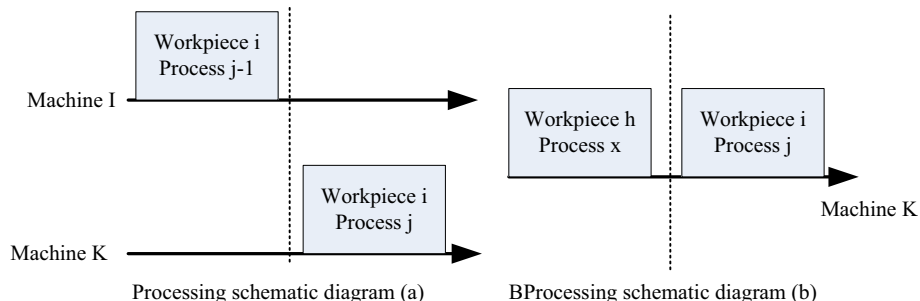 Workpiece i
Process j-1
Machine I
Workpiece i
Process j
Machine K
Processing schematic diagram (a)
Workpiece h
Process x
Workpiece i
Process j
Machine K
BProcessing schematic diagram (b)